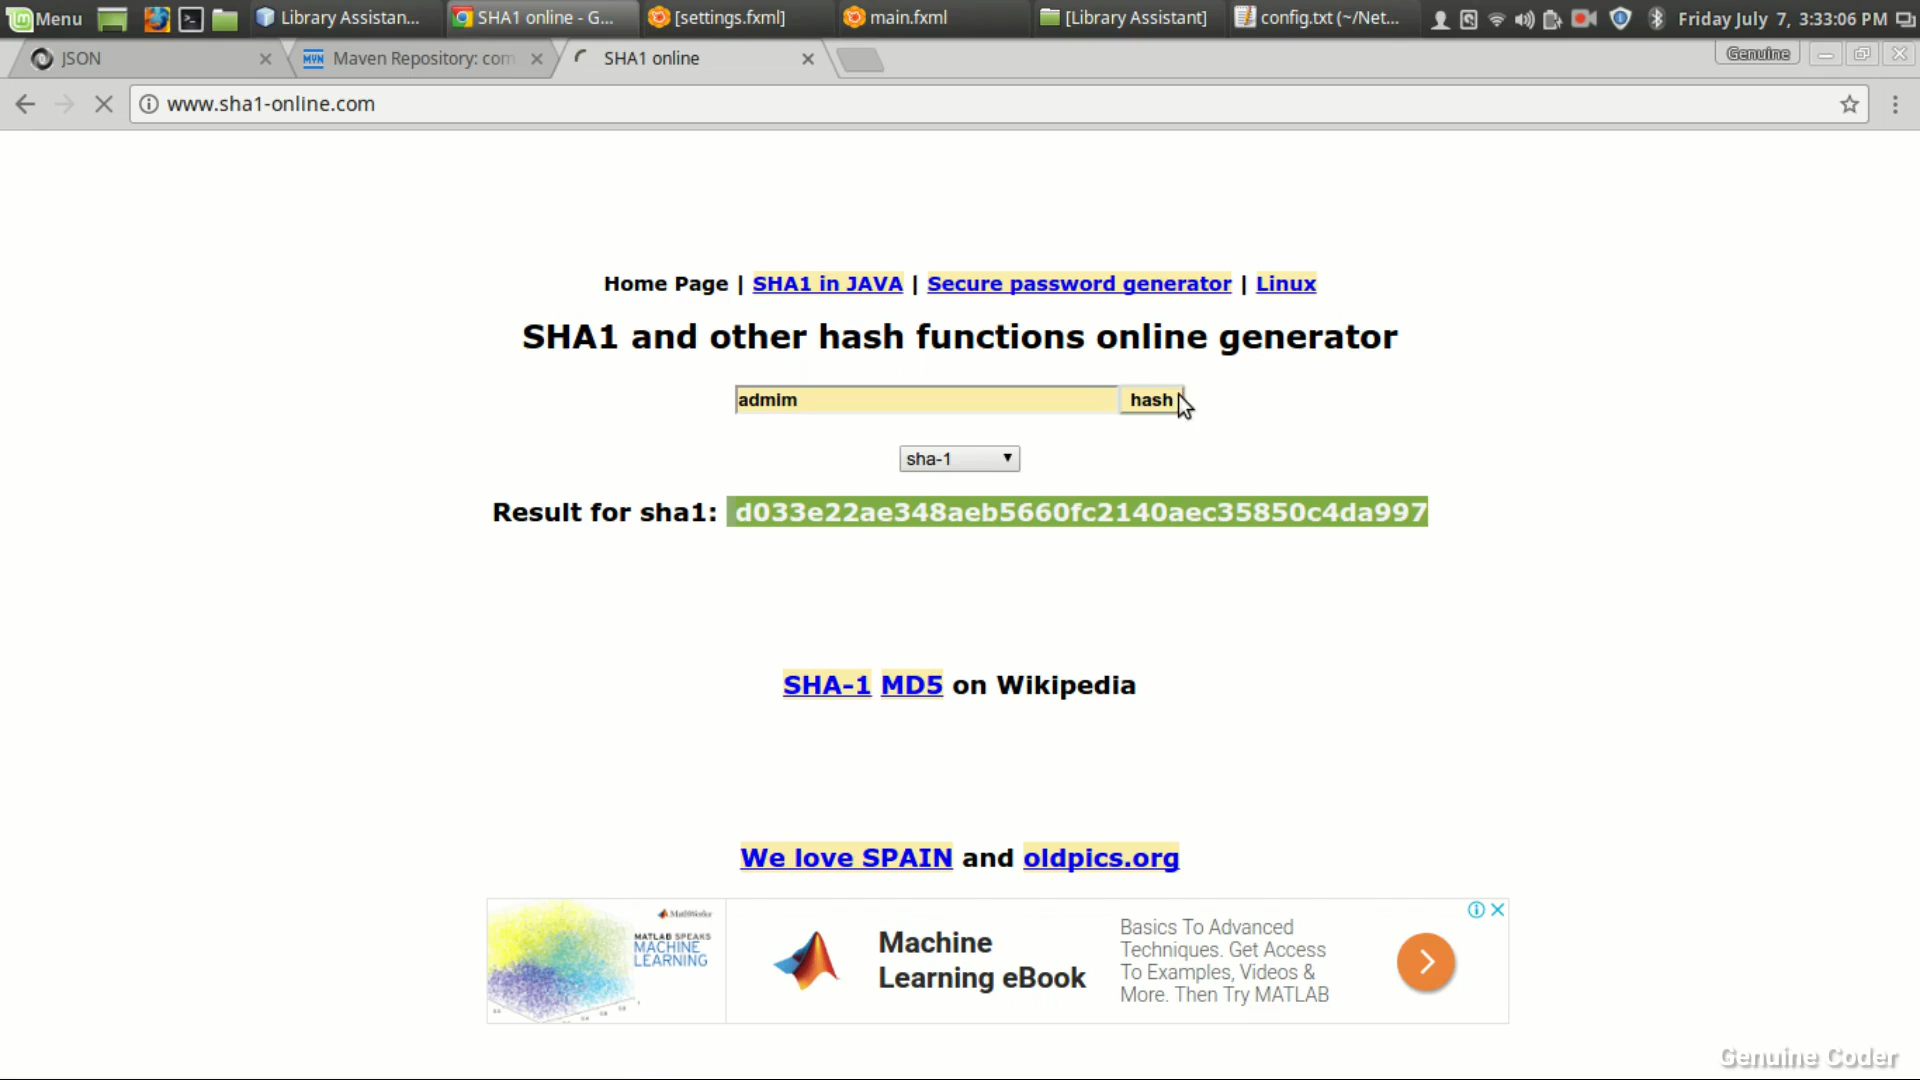 Menu Library Assistan... SHA1 online - G... [settings.fxml] main.fxml [Library Assistant] config.txt (~/Net... Friday July 7, 3:33:06 PM
JSON Maven Repository: com SHA1 online Genuine
www.sha1-online.com
Home Page | SHA1 in JAVA | Secure password generator | Linux
SHA1 and other hash functions online generator
admim hash
sha-1
Result for sha1: d033e22ae348aeb5660fc2140aec35850c4da997
SHA-1 MD5 on Wikipedia
We love SPAIN and oldpics.org
MathWorks
MATLAB SPEAKS
MACHINE
LEARNING
Machine
Learning eBook
Basics To Advanced
Techniques. Get Access
To Examples, Videos &
More. Then Try MATLAB
Genuine Coder